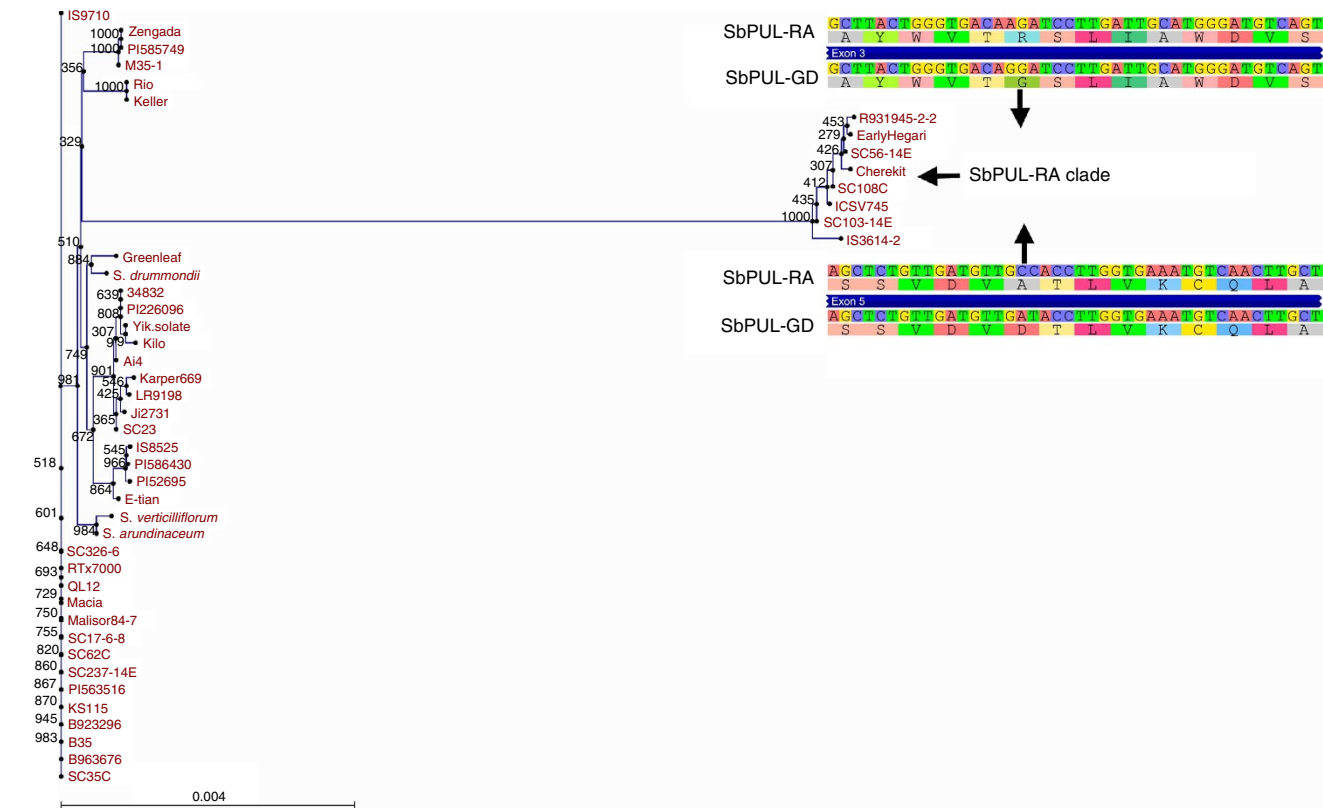 IS9710
Zengada
1000
PI585749
1000
M35-1
356
Rio
1000
Keller
329
SbPUL-RA
GCTTACTGGGTGACAAGATCCTTGATTGCATGGGATGTCAGT
A Y W V T R S L I A W D V S
Exon 3
SbPUL-GD
GCTTACTGGGTGACAGGATCCTTGATTGCATGGGATGTCAGT
A Y W V T G S L I A W D V S
R931945-2-2
453
EarlyHegari
279
SC56-14E
426
Cherekit
307
SbPUL-RA clade
SC108C
412
ICSV745
435
SC103-14E
1000
IS3614-2
510
Greenleaf
884
S. drummondii
SbPUL-RA
AGCTCTGTTGATGTTGCCACCTTGGTGAAATGTCAACTTGCT
S S V D V A T L V K C Q L A
Exon 5
SbPUL-GD
AGCTCTGTTGATGTTGATACCTTGGTGAAATGTCAACTTGCT
S S V D V D T L V K C Q L A
34832
639
PI226096
808
Yik.solate
307
Kilo
99
749
Ai4
901
981
Karper669
546
LR9198
425
Ji2731
365
SC23
672
IS8525
545
PI586430
966
518
PI52695
864
E-tian
601
S. verticilliflorum
984
S. arundinaceum
648
SC326-6
RTx7000
693
QL12
729
Macia
750
Malisor84-7
755
SC17-6-8
820
SC62C
860
SC237-14E
867
PI563516
870
KS115
945
B923296
983
B35
B963676
SC35C
0.004